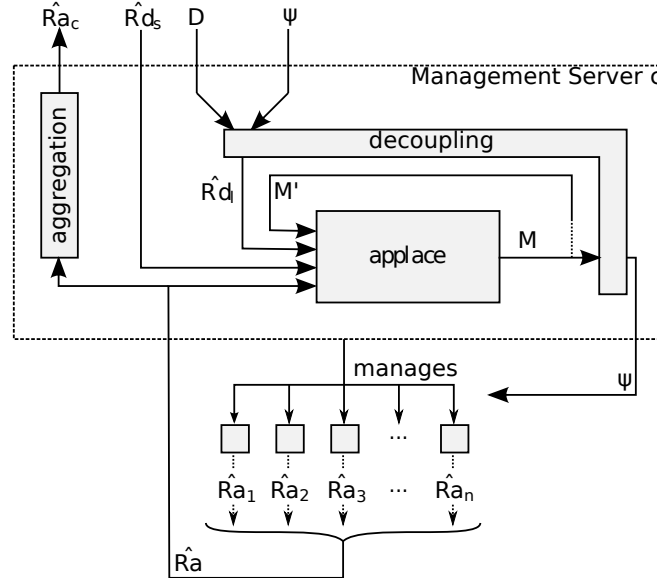 R̂a_c R̂d_s D ψ
Management Server c
decoupling
aggregation
R̂d_l M'
applace
M
manages
ψ
...
R̂a_1 R̂a_2 R̂a_3 ... R̂a_n
R̂a